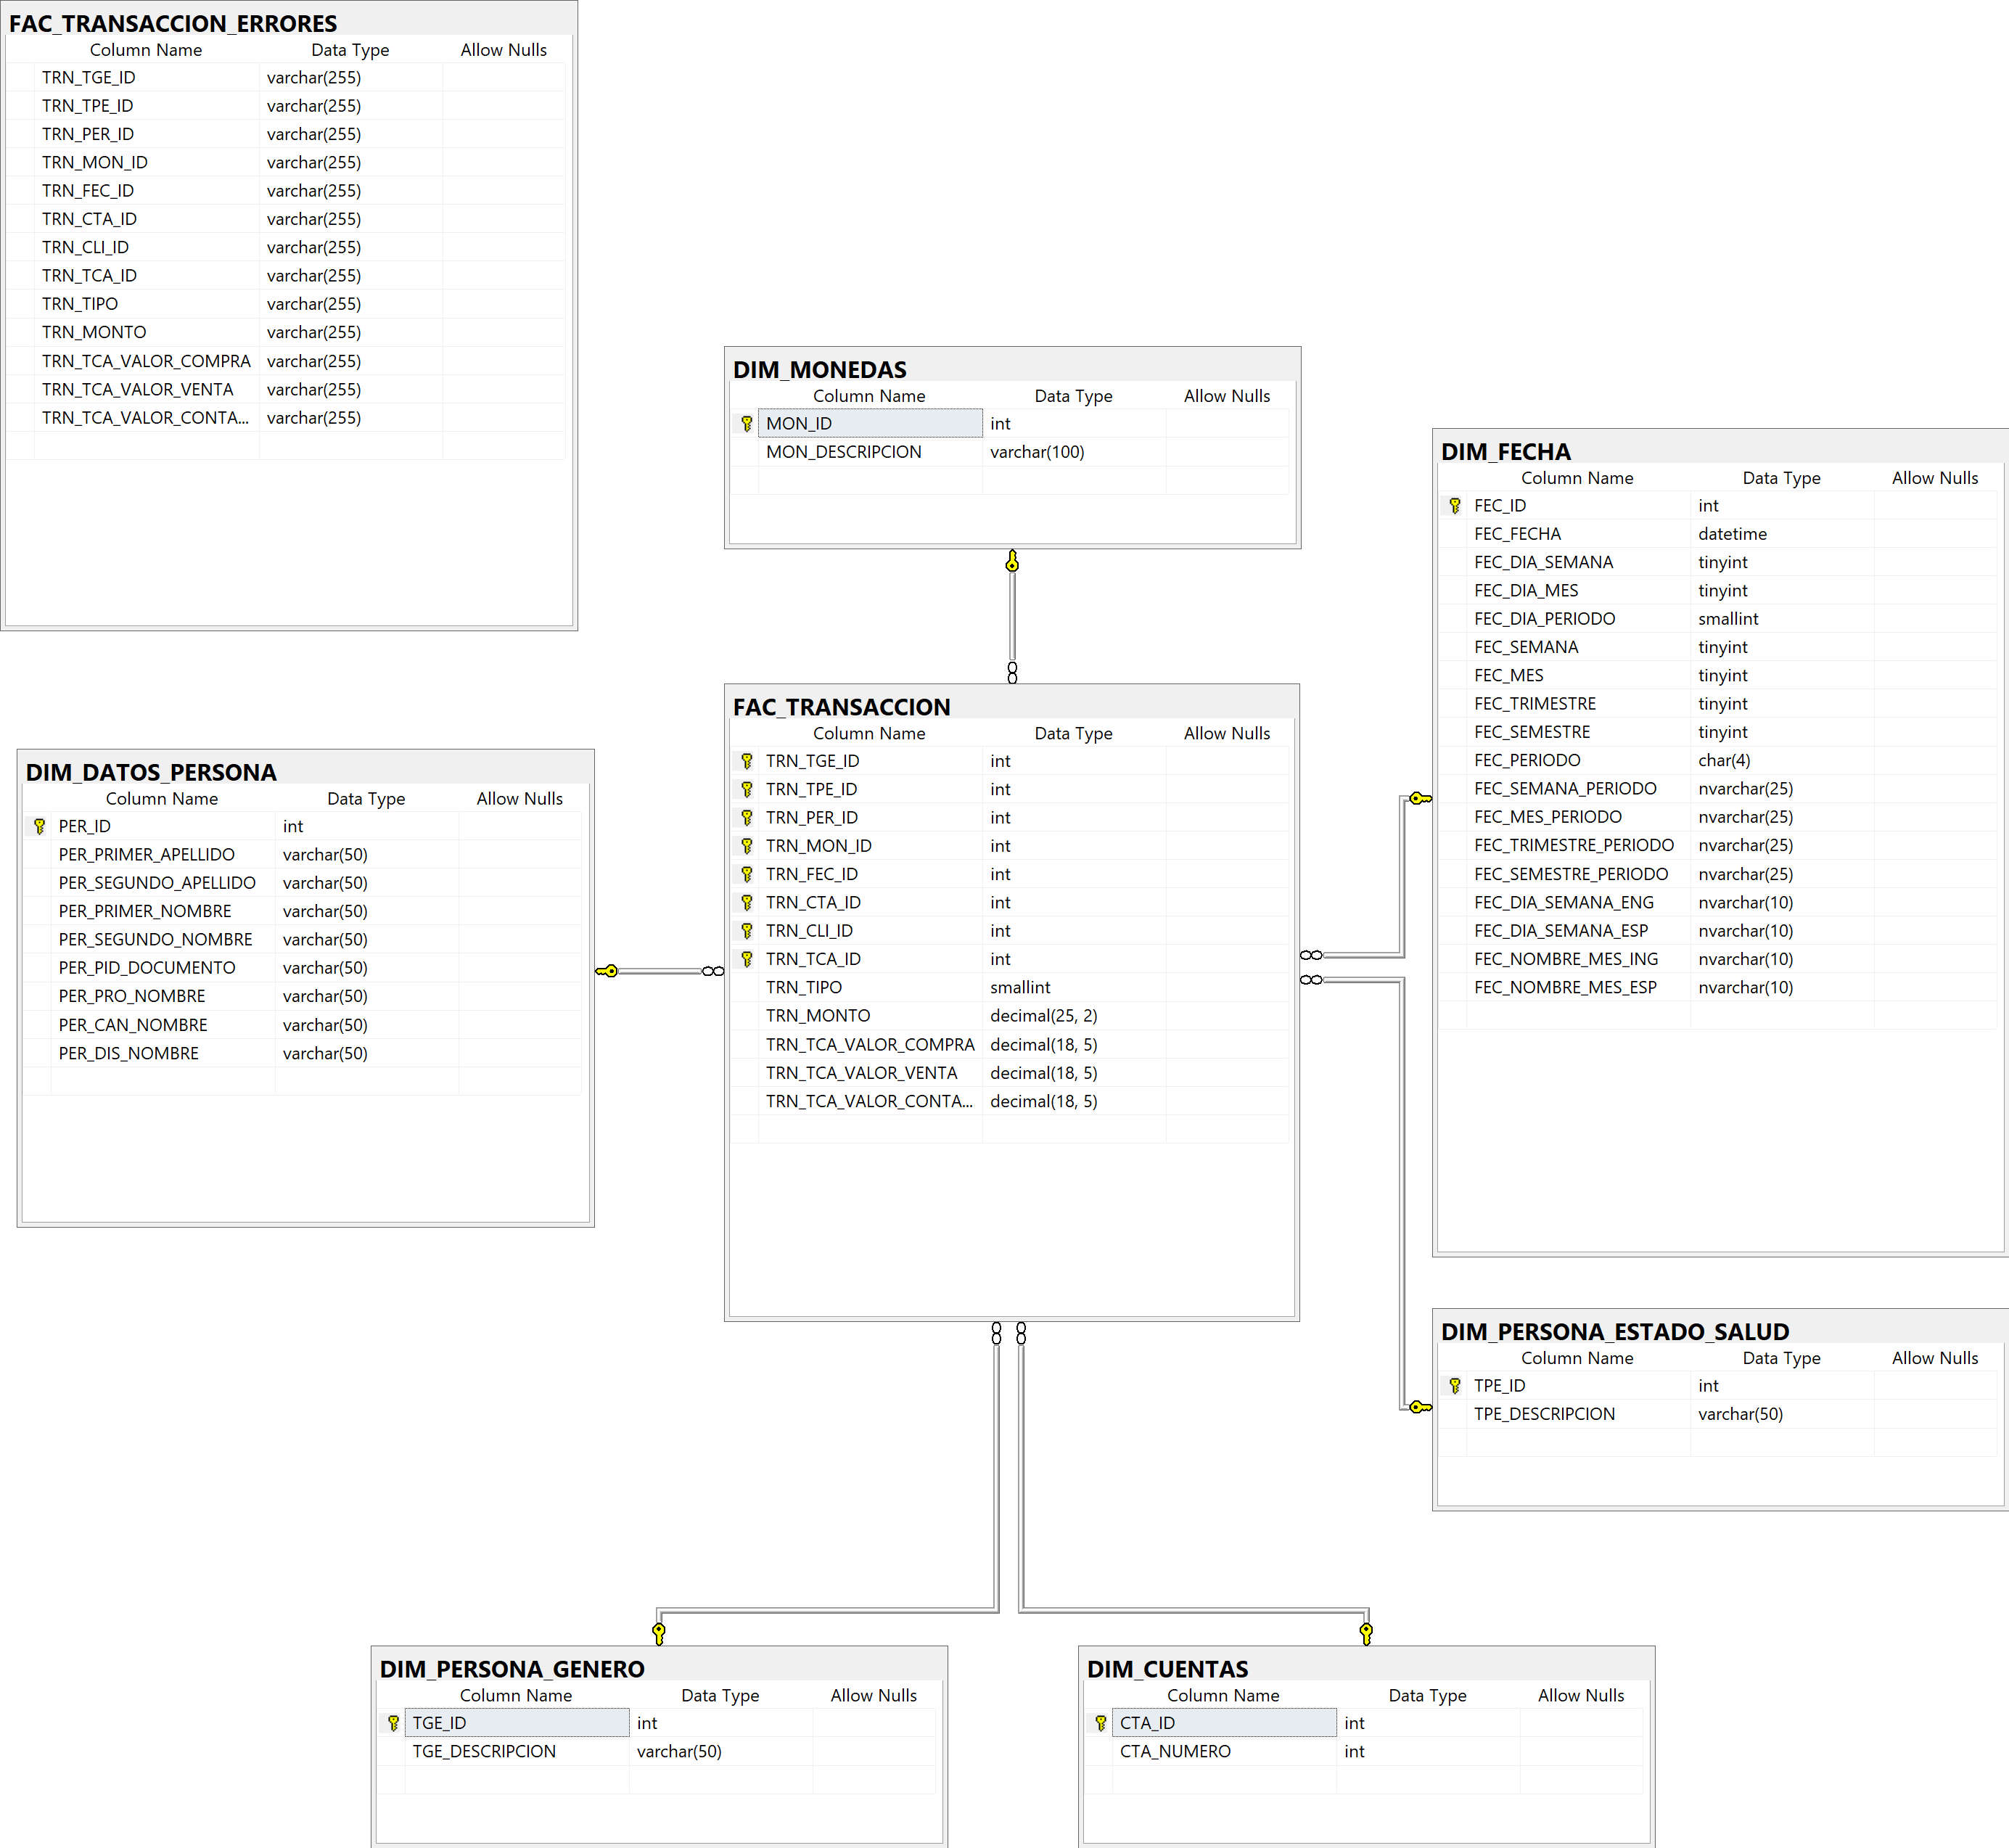 FAC_TRANSACCION_ERRORES
Column Name Data Type Allow Nulls
TRN_TGE_ID varchar(255)
TRN_TPE_ID varchar(255)
TRN_PER_ID varchar(255)
TRN_MON_ID varchar(255)
TRN_FEC_ID varchar(255)
TRN_CTA_ID varchar(255)
TRN_CLI_ID varchar(255)
TRN_TCA_ID varchar(255)
TRN_TIPO varchar(255)
TRN_MONTO varchar(255)
TRN_TCA_VALOR_COMPRA varchar(255)
TRN_TCA_VALOR_VENTA varchar(255)
TRN_TCA_VALOR_CONTA... varchar(255)
DIM_MONEDAS
Column Name Data Type Allow Nulls
MON_ID int
MON_DESCRIPCION varchar(100)
DIM_FECHA
Column Name Data Type Allow Nulls
FEC_ID int
FEC_FECHA datetime
FEC_DIA_SEMANA tinyint
FEC_DIA_MES tinyint
FEC_DIA_PERIODO smallint
FEC_SEMANA tinyint
FEC_MES tinyint
FEC_TRIMESTRE tinyint
FEC_SEMESTRE tinyint
FEC_PERIODO char(4)
FEC_SEMANA_PERIODO nvarchar(25)
FEC_MES_PERIODO nvarchar(25)
FEC_TRIMESTRE_PERIODO nvarchar(25)
FEC_SEMESTRE_PERIODO nvarchar(25)
FEC_DIA_SEMANA_ENG nvarchar(10)
FEC_DIA_SEMANA_ESP nvarchar(10)
FEC_NOMBRE_MES_ING nvarchar(10)
FEC_NOMBRE_MES_ESP nvarchar(10)
FAC_TRANSACCION
Column Name Data Type Allow Nulls
TRN_TGE_ID int
TRN_TPE_ID int
TRN_PER_ID int
TRN_MON_ID int
TRN_FEC_ID int
TRN_CTA_ID int
TRN_CLI_ID int
TRN_TCA_ID int
TRN_TIPO smallint
TRN_MONTO decimal(25, 2)
TRN_TCA_VALOR_COMPRA decimal(18, 5)
TRN_TCA_VALOR_VENTA decimal(18, 5)
TRN_TCA_VALOR_CONTA... decimal(18, 5)
DIM_DATOS_PERSONA
Column Name Data Type Allow Nulls
PER_ID int
PER_PRIMER_APELLIDO varchar(50)
PER_SEGUNDO_APELLIDO varchar(50)
PER_PRIMER_NOMBRE varchar(50)
PER_SEGUNDO_NOMBRE varchar(50)
PER_PID_DOCUMENTO varchar(50)
PER_PRO_NOMBRE varchar(50)
PER_CAN_NOMBRE varchar(50)
PER_DIS_NOMBRE varchar(50)
DIM_PERSONA_ESTADO_SALUD
Column Name Data Type Allow Nulls
TPE_ID int
TPE_DESCRIPCION varchar(50)
DIM_PERSONA_GENERO
Column Name Data Type Allow Nulls
TGE_ID int
TGE_DESCRIPCION varchar(50)
DIM_CUENTAS
Column Name Data Type Allow Nulls
CTA_ID int
CTA_NUMERO int